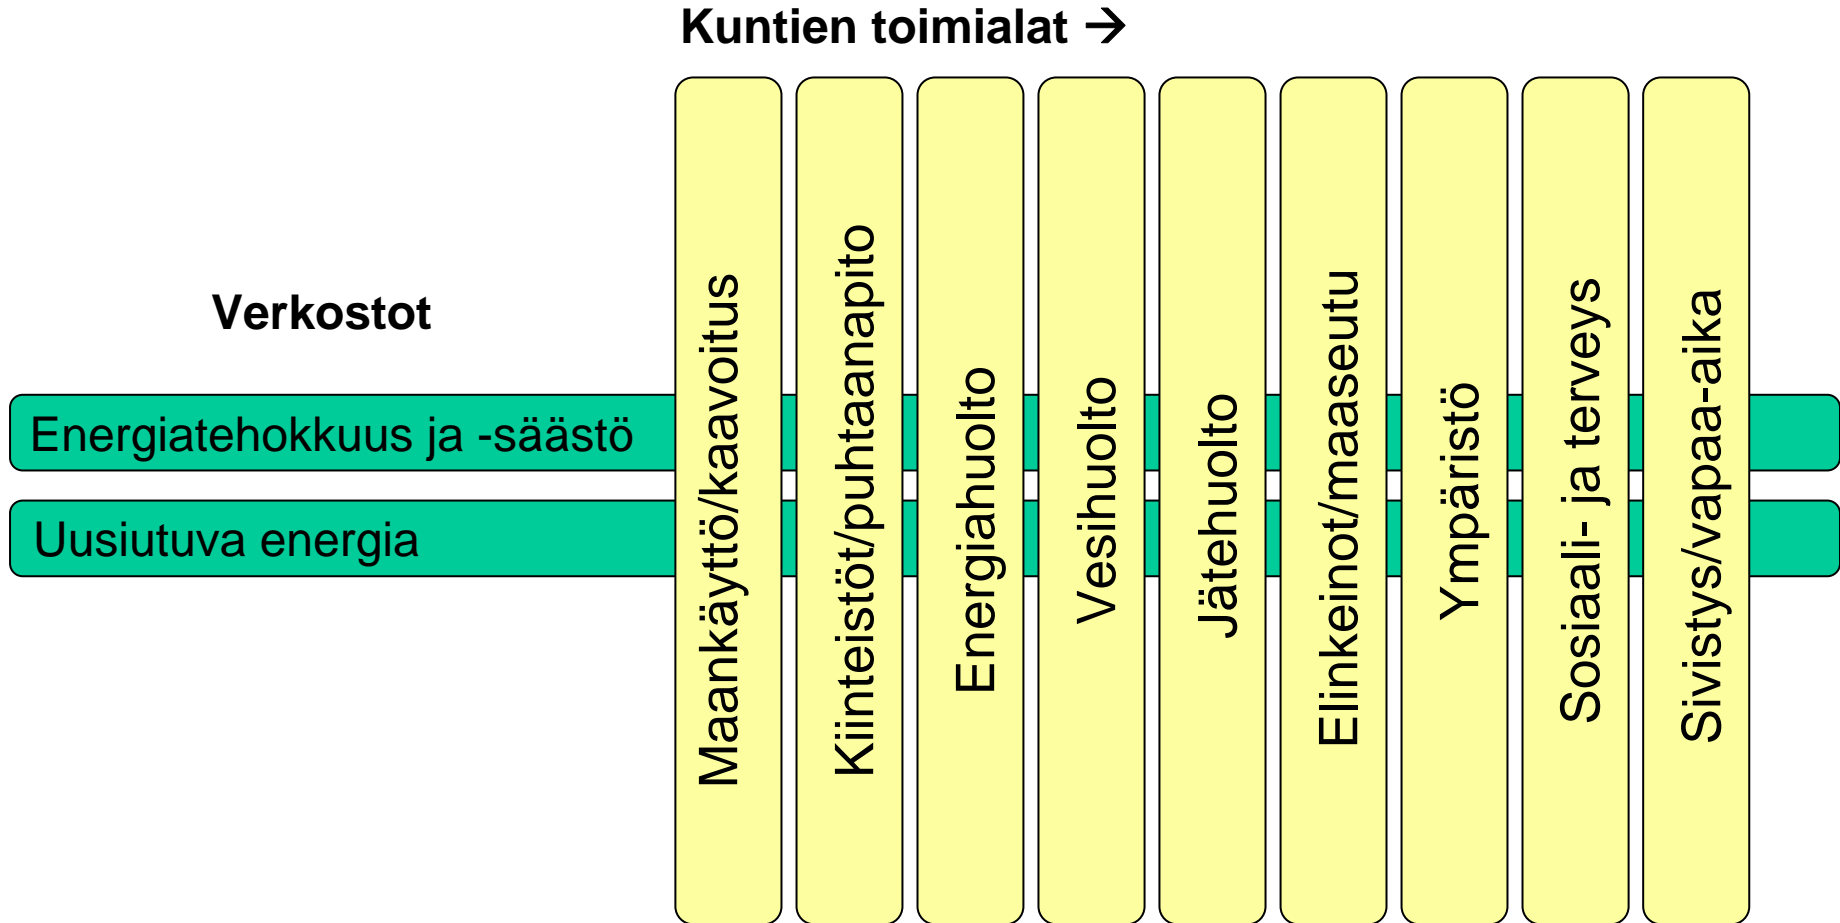 Kuntien toimialat →
Verkostot
Energiatehokkuus ja -säästö
Uusiutuva energia
Maankäyttö/kaavoitus
Kiinteistöt/puhtaanapito
Energiahuolto
Vesihuolto
Jätehuolto
Elinkeinot/maaseutu
Ympäristö
Sosiaali- ja terveys
Sivistys/vapaa-aika